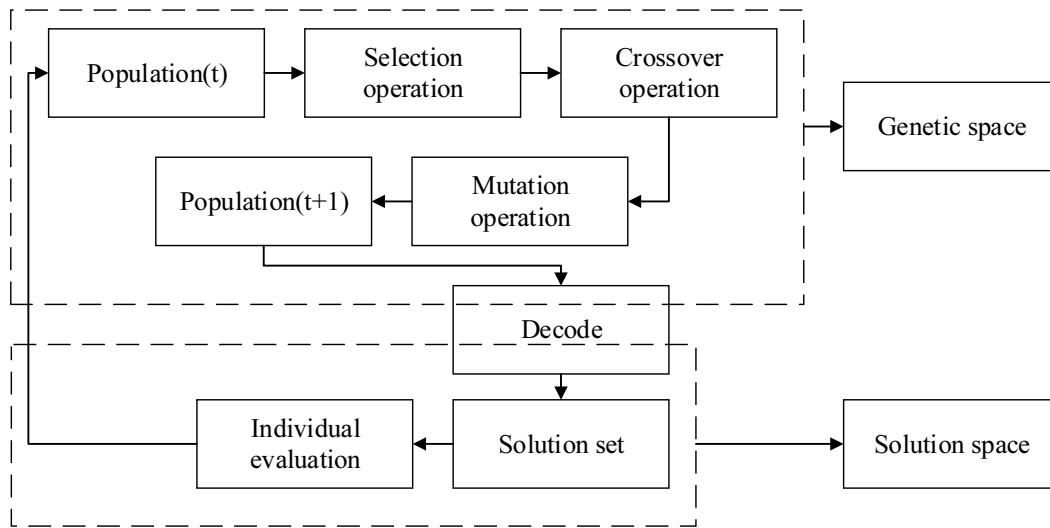 Population(t)
Selection
operation
Crossover
operation
Genetic space
Population(t+1)
Mutation
operation
Decode
Individual
evaluation
Solution set
Solution space